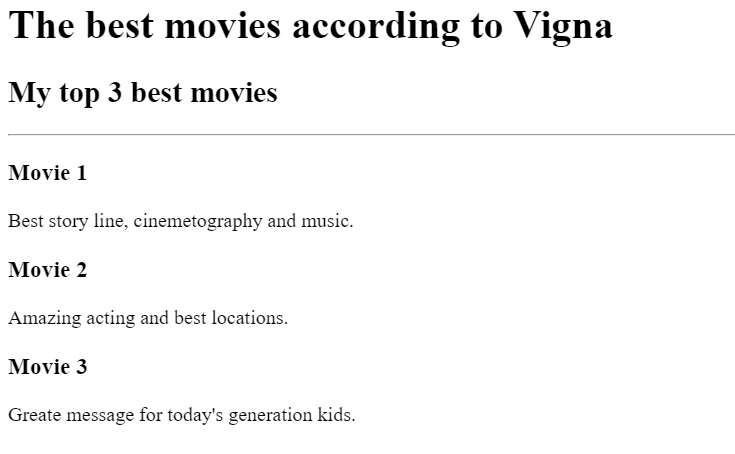 The best movies according to Vigna
My top 3 best movies
Movie 1
Best story line, cinemetography and music.
Movie 2
Amazing acting and best locations.
Movie 3
Greate message for today's generation kids.